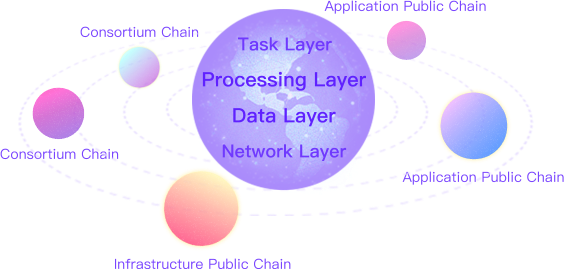 Application Public Chain
Consortium Chain
Task Layer
Processing Layer
Data Layer
Network Layer
Consortium Chain
Application Public Chain
Infrastructure Public Chain